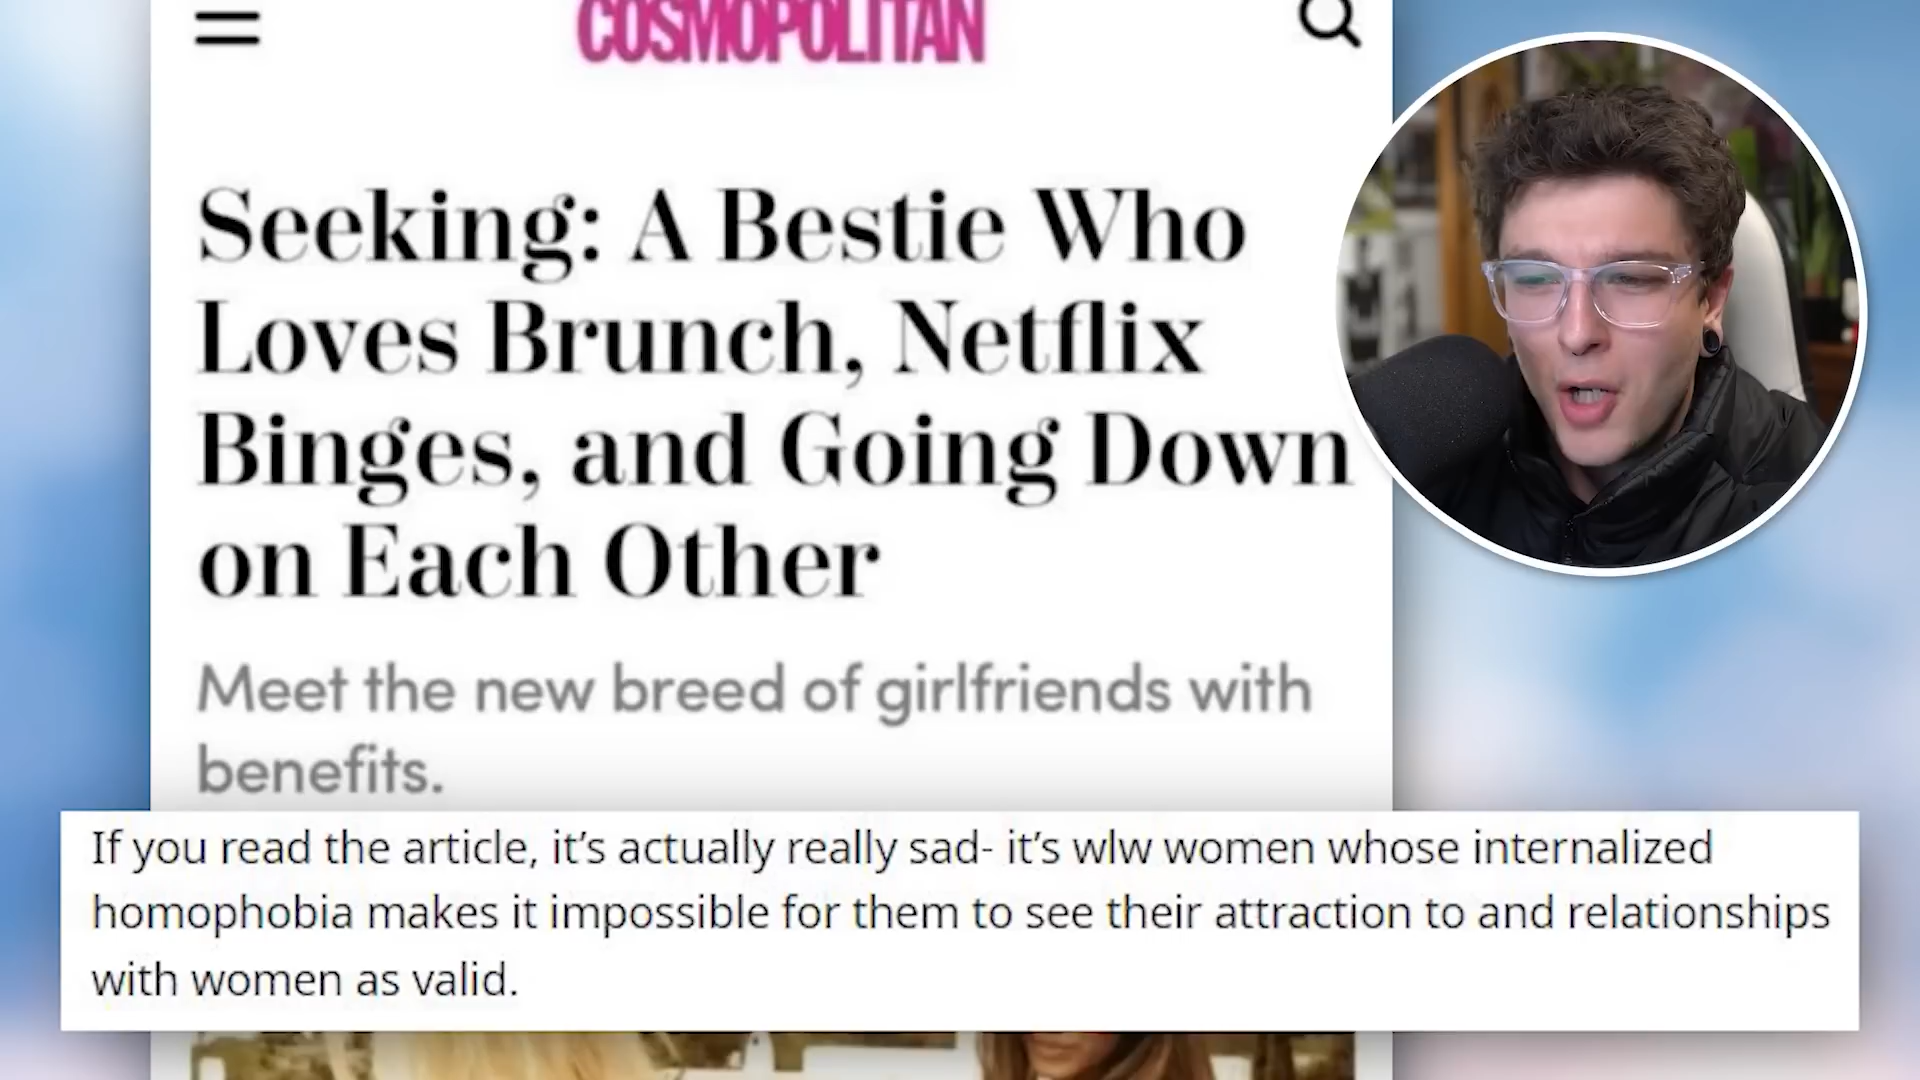 COSMOPOLITAN
Seeking: A Bestie Who
Loves Brunch, Netflix
Binges, and Going Down
on Each Other
Meet the new breed of girlfriends with
benefits.
If you read the article, it's actually really sad- it's wlw women whose internalized
homophobia makes it impossible for them to see their attraction to and relationships
with women as valid.